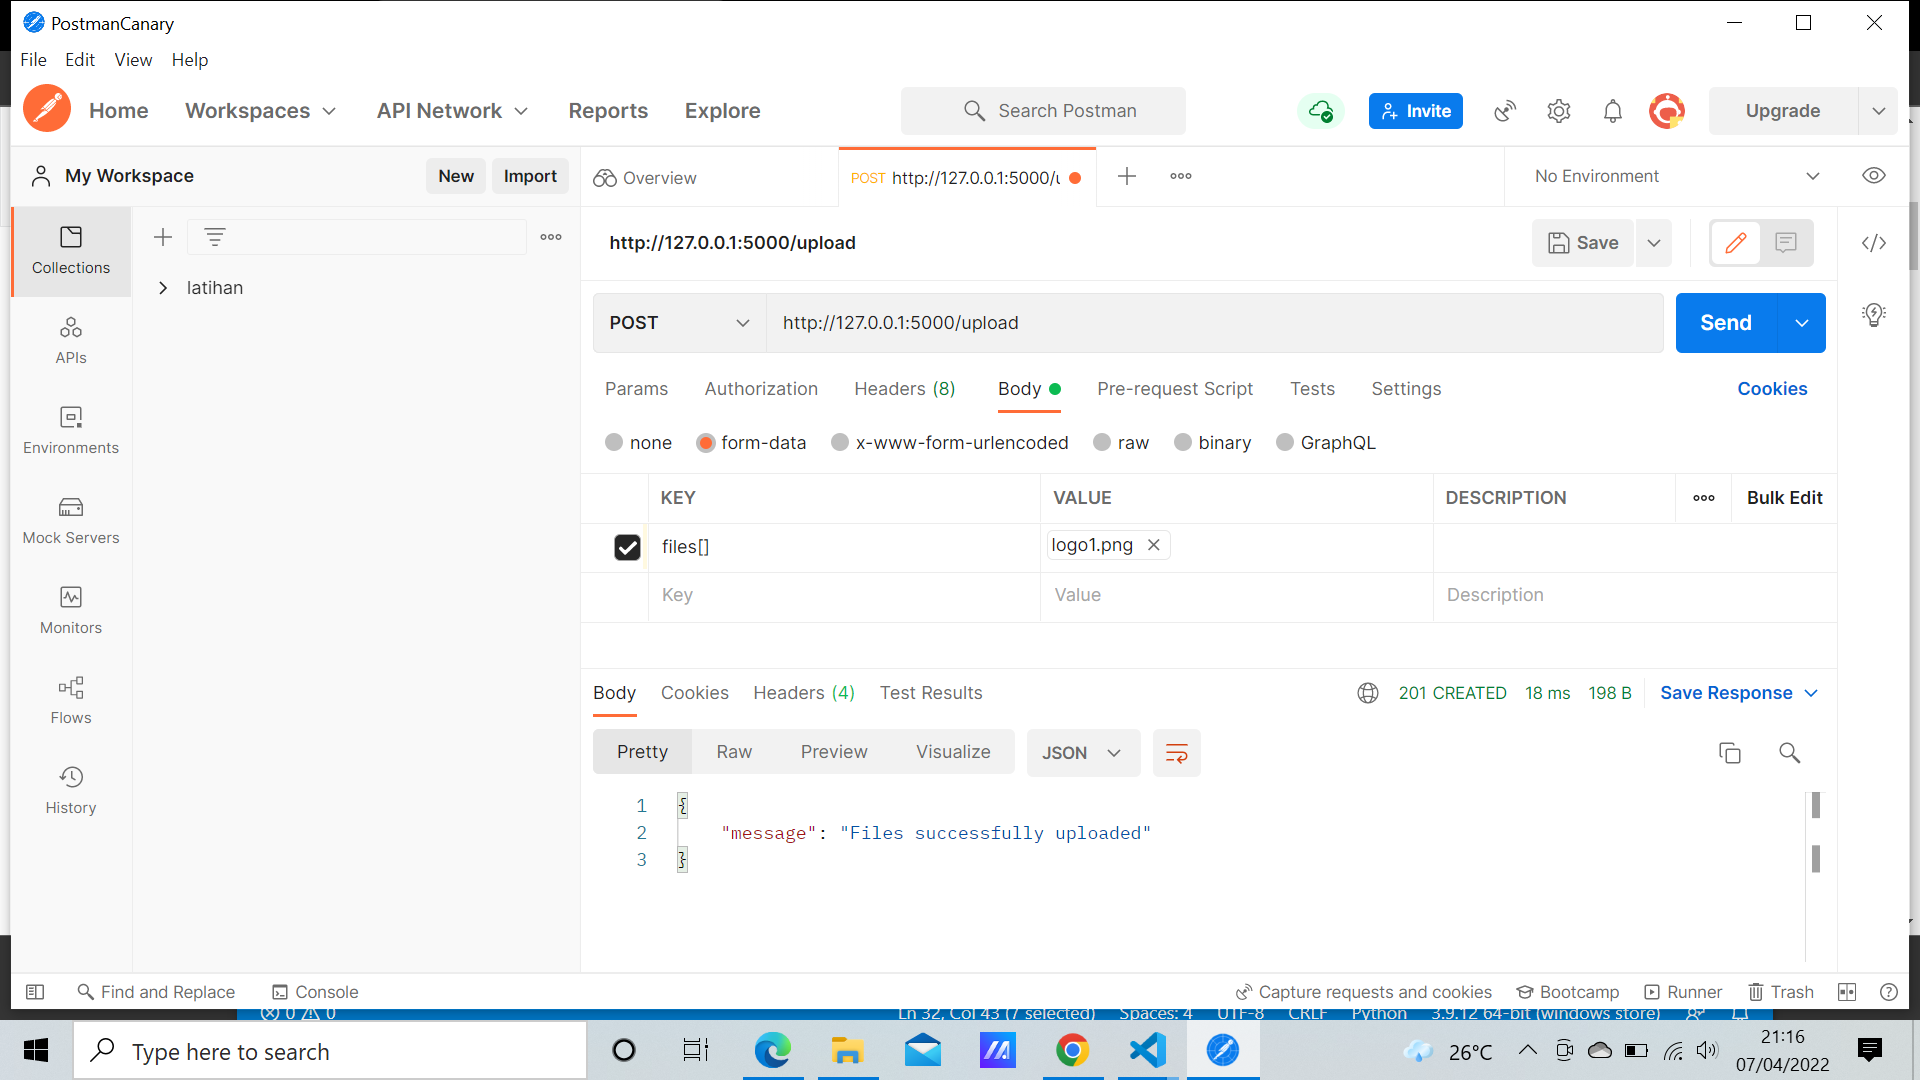 PostmanCanary
File Edit View Help
Home Workspaces API Network Reports Explore Search Postman Invite Upgrade
My Workspace New Import Overview POST http://127.0.0.1:5000/u No Environment
Collections
latihan
http://127.0.0.1:5000/upload Save
POST http://127.0.0.1:5000/upload Send
APIs
Params Authorization Headers (8) Body Pre-request Script Tests Settings Cookies
Environments
none form-data x-www-form-urlencoded raw binary GraphQL
KEY VALUE DESCRIPTION Bulk Edit
Mock Servers
files[] logo1.png
Key Value Description
Monitors
Flows
Body Cookies Headers (4) Test Results 201 CREATED 18 ms 198 B Save Response
Pretty Raw Preview Visualize JSON
History
1 {
2 "message": "Files successfully uploaded"
3 }
Find and Replace Console Capture requests and cookies Bootcamp Runner Trash
0 0 Ln 32, Col 43 (7 selected) Spaces: 4 UTF-8 CRLF Python 3.9.12 64-bit (windows store)
Type here to search 26°C 21:16
07/04/2022